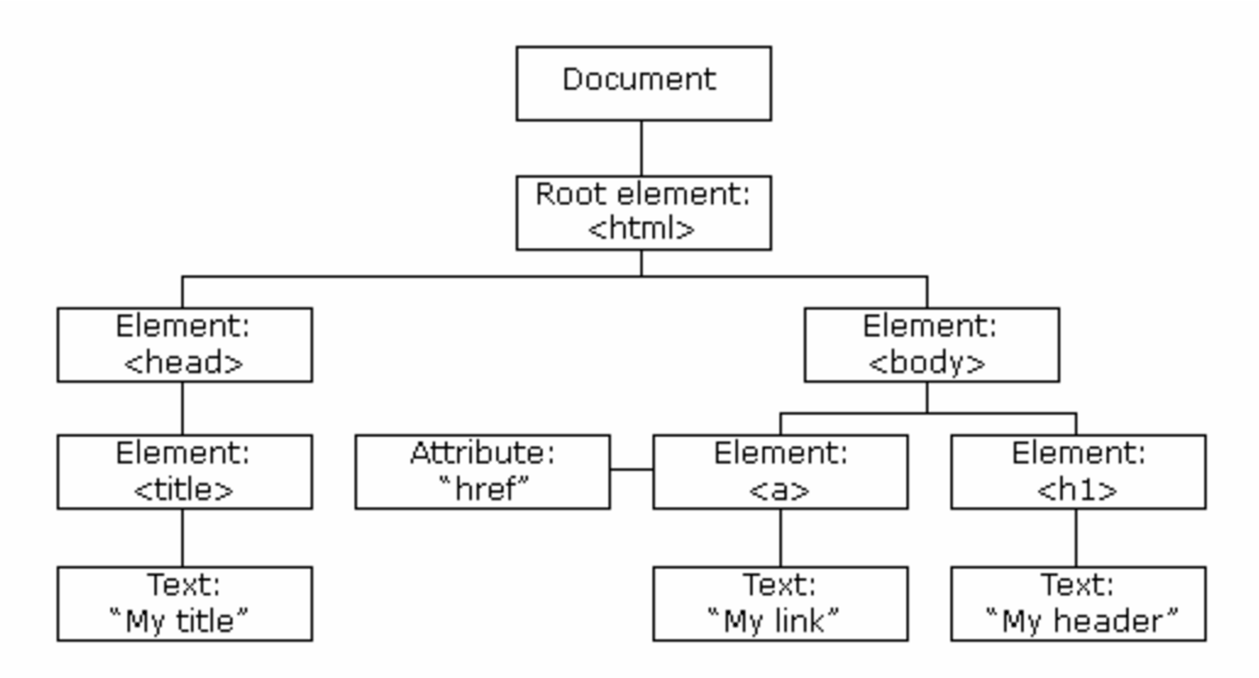 Document
Root element:
<html>
Element:
<head>
Element:
<body>
Element:
<title>
Attribute:
“href”
Element:
<a>
Element:
<h1>
Text:
“My title”
Text:
“My link”
Text:
“My header”